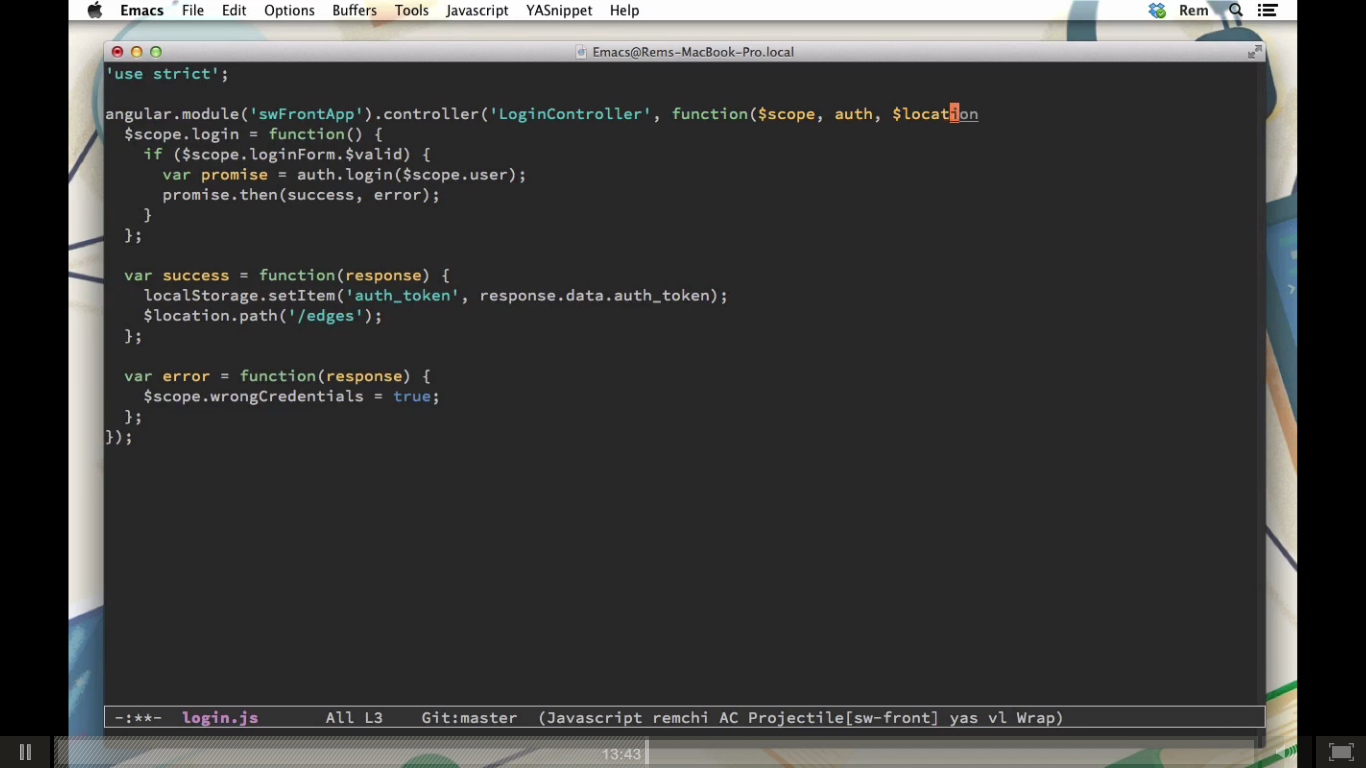 Emacs File Edit Options Buffers Tools Javascript YASnippet Help Rem
Emacs@Rems-MacBook-Pro.local
'use strict';
angular.module('swFrontApp').controller('LoginController', function($scope, auth, $location
  $scope.login = function() {
    if ($scope.loginForm.$valid) {
      var promise = auth.login($scope.user);
      promise.then(success, error);
    }
  };
  var success = function(response) {
    localStorage.setItem('auth_token', response.data.auth_token);
    $location.path('/edges');
  };
  var error = function(response) {
    $scope.wrongCredentials = true;
  };
});
-:**-  login.js       All L3    Git:master  (Javascript remchi AC Projectile[sw-front] yas vl Wrap)
13:43